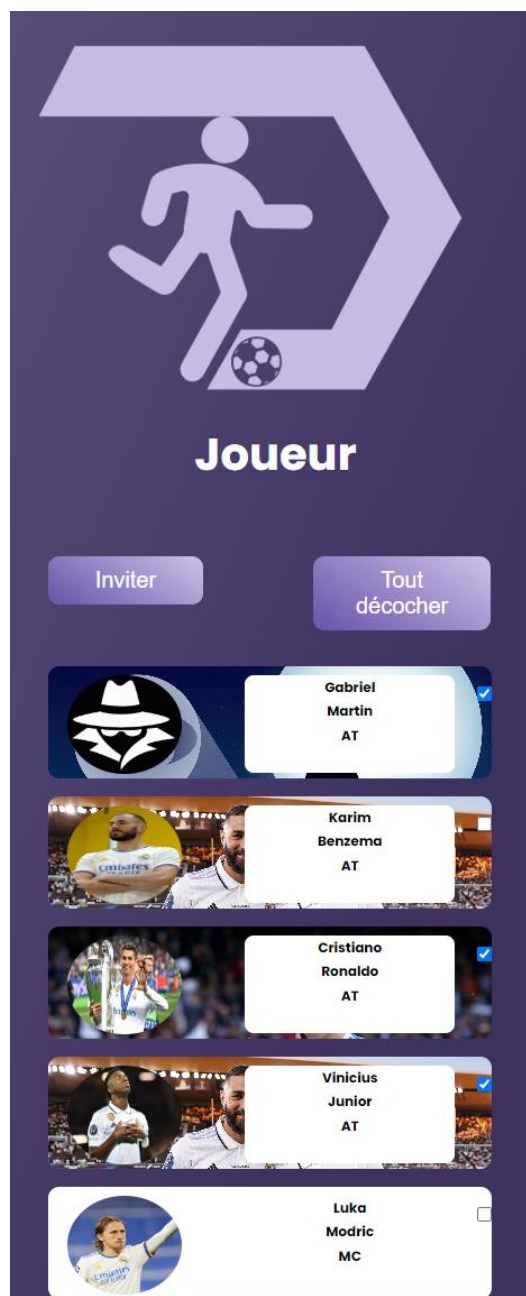 Joueur
Inviter
Tout
décocher
Gabriel
Martin
AT
Karim
Benzema
AT
Cristiano
Ronaldo
AT
Vinicius
Junior
AT
Luka
Modric
MC